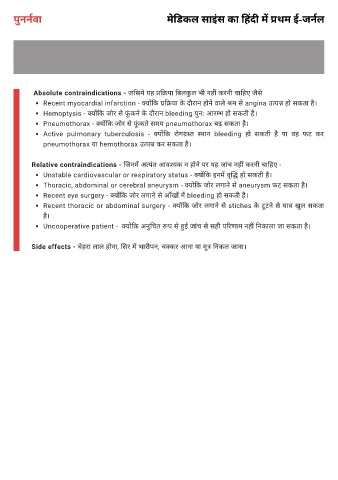 पुनर्नवा
मेडिकल साइंस का हिंदी में प्रथम ई-जर्नल
Absolute contraindications - जिसमे यह प्रक्रिया बिलकुल भी नहीं करनी चाहिए जैसे
• Recent myocardial infarction - क्योंकि प्रक्रिया के दौरान होने वाले श्रम से angina उत्पन्न हो सकता है।
• Hemoptysis - क्योंकि जोर से फूंकने के दौरान bleeding पुनः आरम्भ हो सकती है।
• Pneumothorax - क्योंकि जोर से फूंकते समय pneumothorax बढ़ सकता है।
• Active pulmonary tuberculosis - क्योंकि रोगग्रस्त स्थान bleeding हो सकती है या वह फट कर
pneumothorax या hemothorax उत्पन्न कर सकता है।
Relative contraindications - जिनमें अत्यंत आवश्यक न होने पर यह जांच नहीं करनी चाहिए -
• Unstable cardiovascular or respiratory status - क्योंकि इनमें वृद्धि हो सकती है।
• Thoracic, abdominal or cerebral aneurysm - क्योंकि जोर लगाने से aneurysm फट सकता है।
• Recent eye surgery - क्योंकि जोर लगाने से आँखों में bleeding हो सकती है।
• Recent thoracic or abdominal surgery - क्योंकि जोर लगाने से stiches के टूटने से घाव खुल सकता
है।
• Uncooperative patient - क्योंकि अनुचित रूप से हुई जांच से सही परिणाम नहीं निकाला जा सकता है।
Side effects - चेहरा लाल होना, सिर में भारीपन, चक्कर आना या मूत्र निकल जाना।